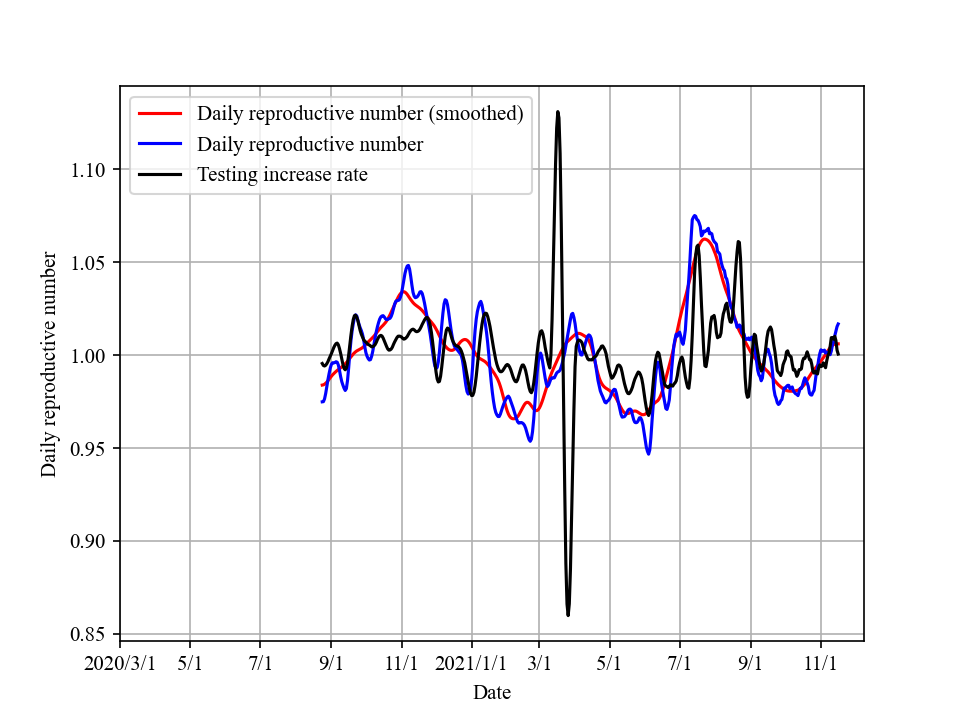 Daily reproductive number (smoothed)
Daily reproductive number
Testing increase rate
Daily reproductive number
1.10
1.05
1.00
0.95
0.90
0.85
2020/3/1 5/1 7/1 9/1 11/1 2021/1/1 3/1 5/1 7/1 9/1 11/1
Date